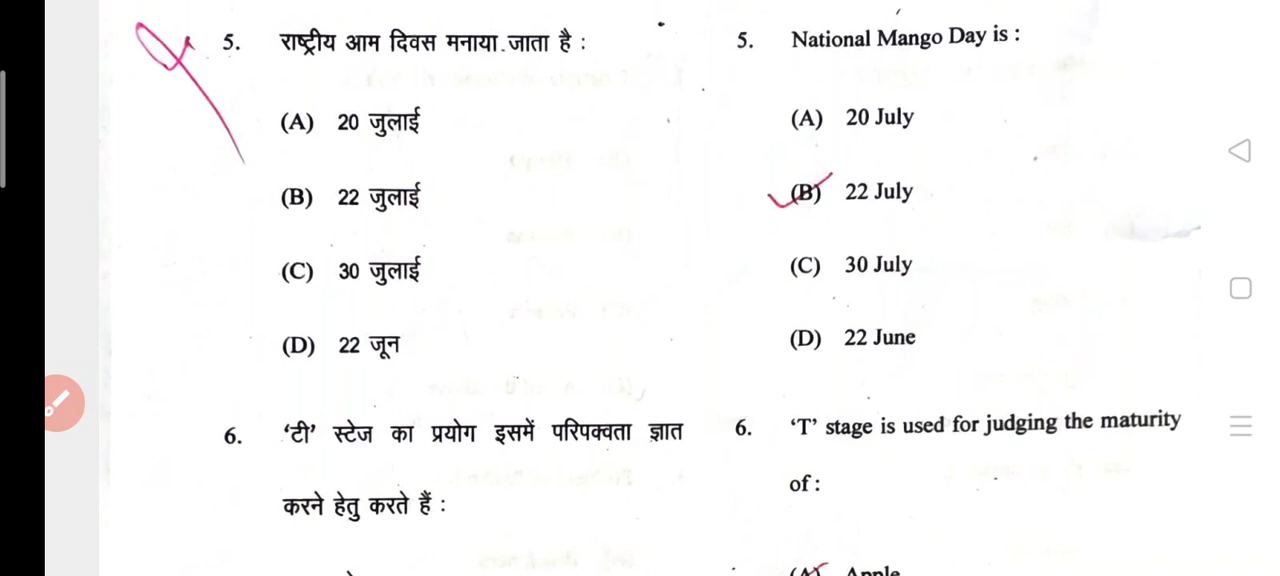 5. राष्ट्रीय आम दिवस मनाया जाता है :
(A) 20 जुलाई
(B) 22 जुलाई
(C) 30 जुलाई
(D) 22 जून
6. ‘टी’ स्टेज का प्रयोग इसमें परिपक्वता ज्ञात
करने हेतु करते हैं :
5. National Mango Day is :
(A) 20 July
(B) 22 July
(C) 30 July
(D) 22 June
6. ‘T’ stage is used for judging the maturity
of :
(A) Apple